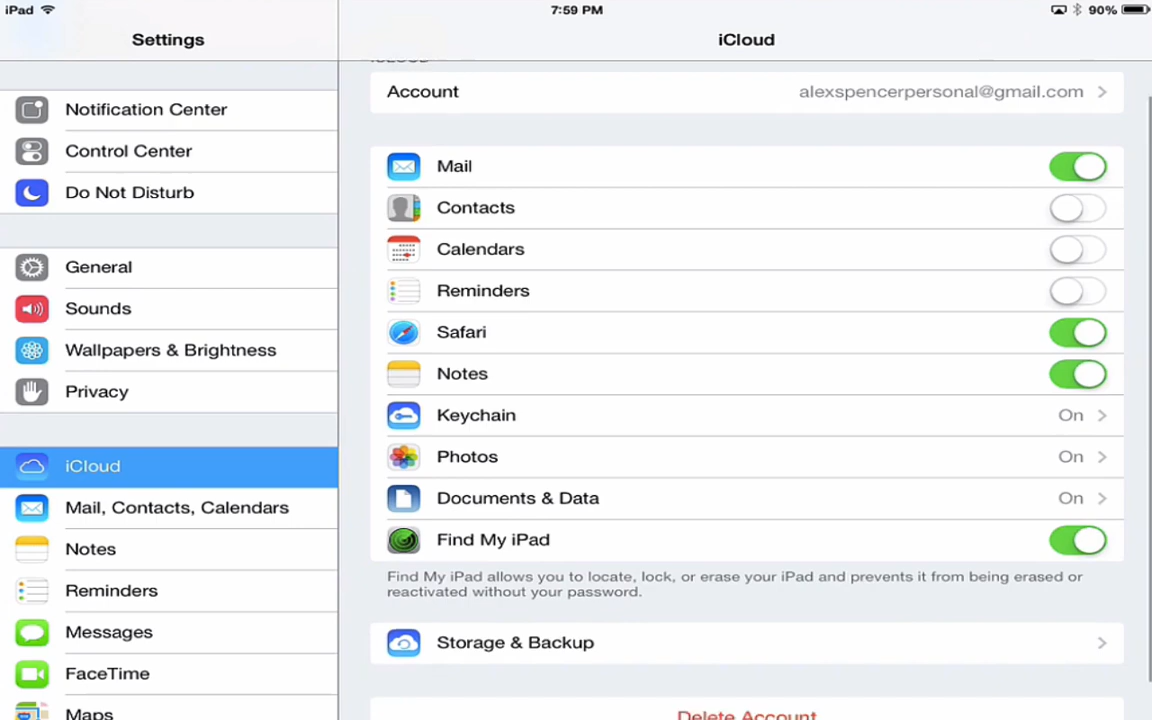 iPad 7:59 PM 90%
Settings
Notification Center
Control Center
Do Not Disturb
General
Sounds
Wallpapers & Brightness
Privacy
iCloud
Mail, Contacts, Calendars
Notes
Reminders
Messages
FaceTime
Maps
iCloud
ICLOUD
Account alexspencerpersonal@gmail.com
Mail
Contacts
Calendars
Reminders
Safari
Notes
Keychain On
Photos On
Documents & Data On
Find My iPad
Find My iPad allows you to locate, lock, or erase your iPad and prevents it from being erased or
reactivated without your password.
Storage & Backup
Delete Account